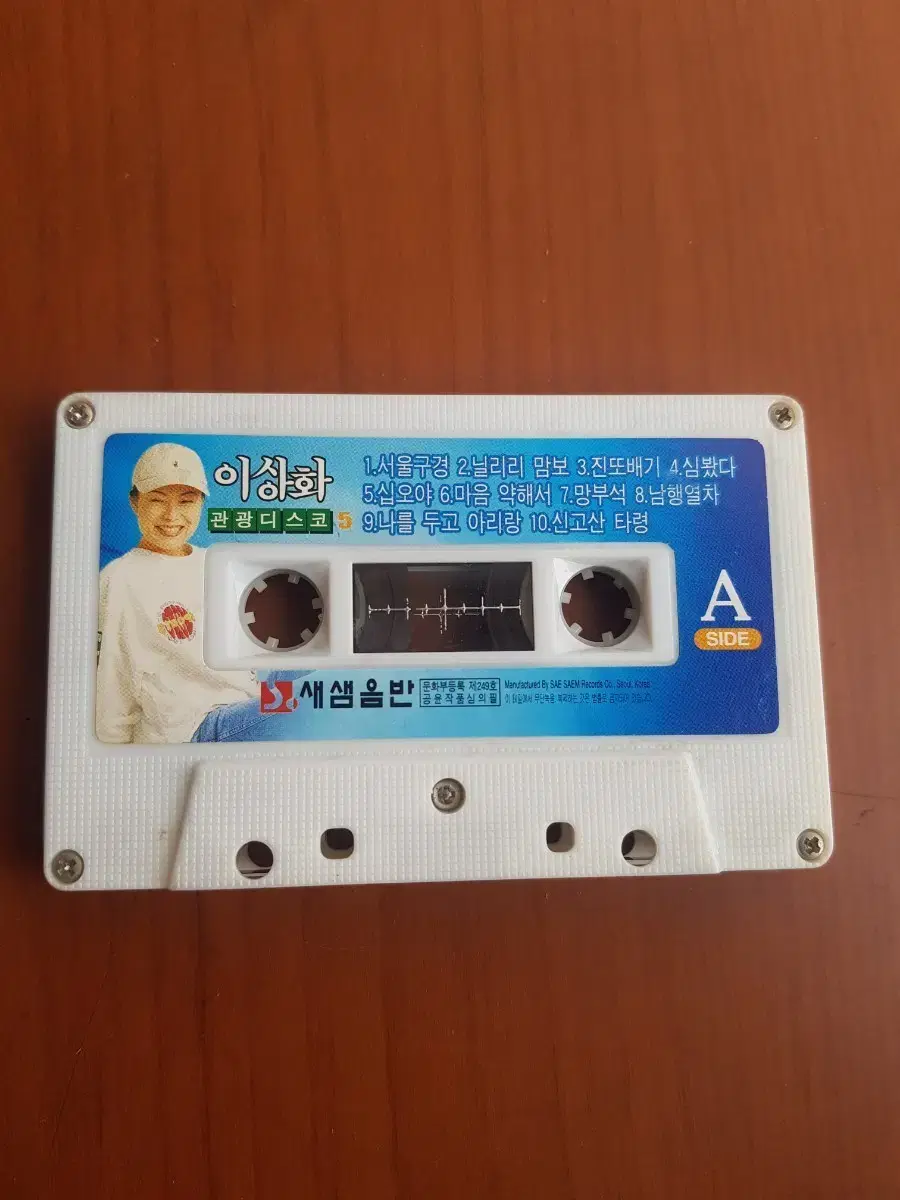 이상화
관광디스코 5
1.서울구경 2.닐리리 맘보 3.진또배기 4.심봤다
5.십오야 6.마음 약해서 7.망부석 8.남행열차
9.나를 두고 아리랑 10.신고산 타령
A
SIDE
새샘음반
문화부등록 제249호
공윤작품심의필
Manufactured By SAE SAEM Records Co., Seoul, Korea